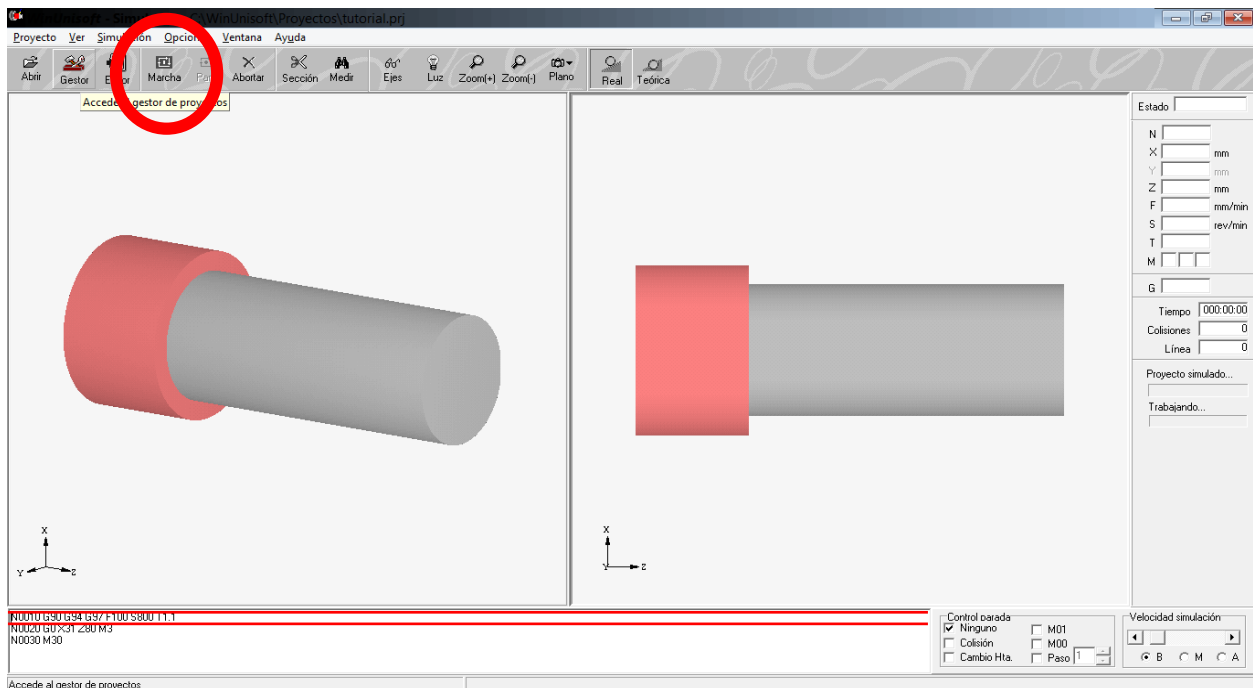 WinUnisoft - Simulador C:\WinUnisoft\Proyectos\tutorial.prj
Proyecto Ver Simulación Opciones Ventana Ayuda
Abrir Gestor Editor Marcha Abortar Sección Medir Ejes Luz Zoom(+) Zoom(-) Plano Real Teórica
Accede al gestor de proyectos
Estado
N
X mm
Y mm
Z mm
F mm/min
S rev/min
T
M
G
Tiempo 000:00:00
Colisiones 0
Línea 0
Proyecto simulado...
Trabajando...
X
Y Z
X
Y Z
N0010 G90 G94 G97 F100 S800 T1.1
N0020 G0 X31 Z80 M3
N0030 M30
Control parada
Ninguno M01
Colisión M00
Cambio Hta. Paso 1
Velocidad simulación
B M A
Accede al gestor de proyectos